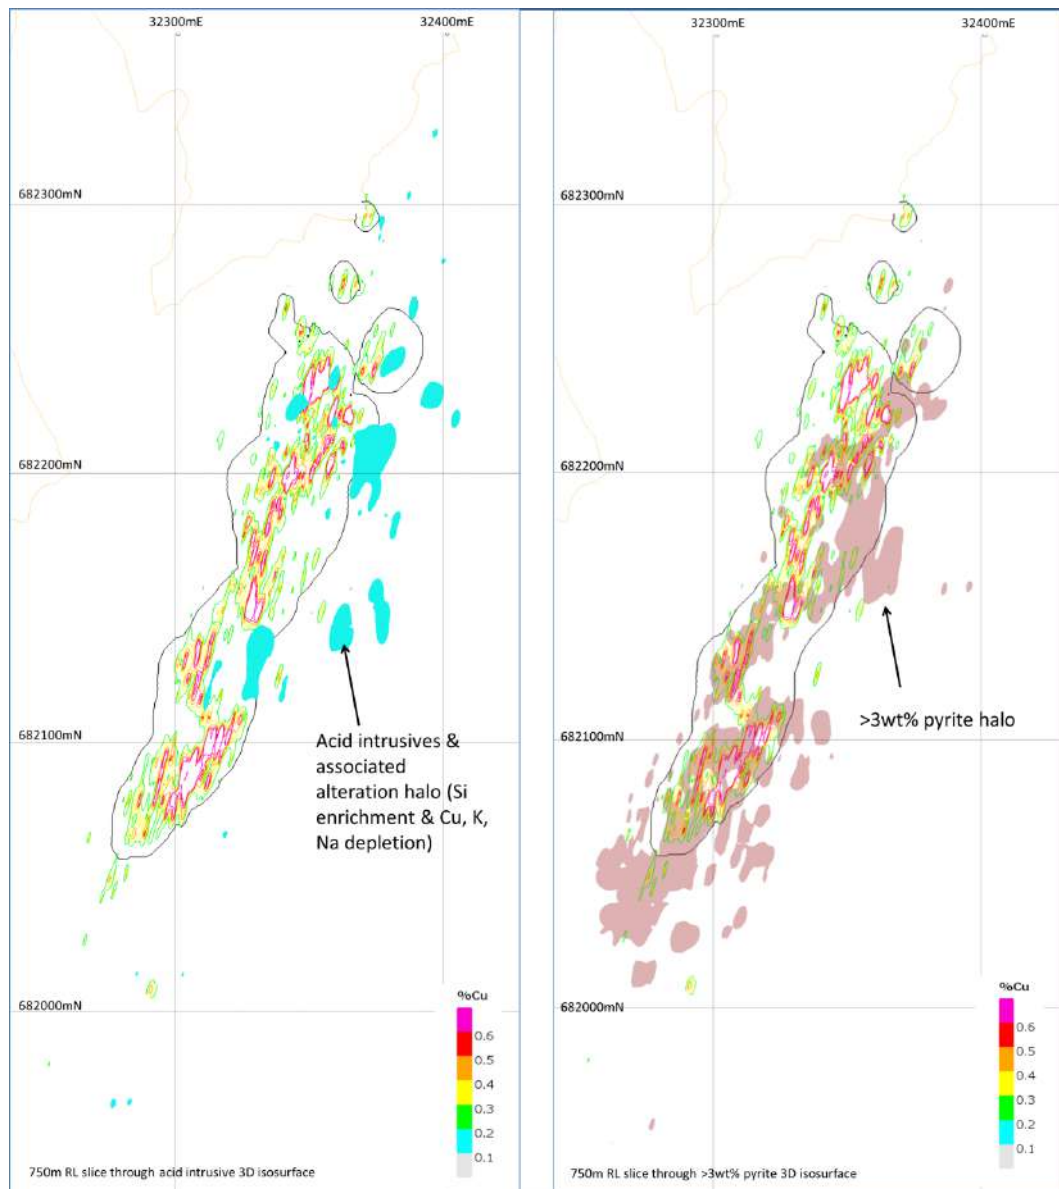 32300mE 32400mE
682300mN
682200mN
682100mN
Acid intrusives &
associated
alteration halo (Si
enrichment & Cu, K,
Na depletion)
682000mN
%Cu
0.6
0.5
0.4
0.3
0.2
0.1
750m RL slice through acid intrusive 3D isosurface
32300mE 32400mE
682300mN
682200mN
>3wt% pyrite halo
682100mN
682000mN
%Cu
0.6
0.5
0.4
0.3
0.2
0.1
750m RL slice through >3wt% pyrite 3D isosurface